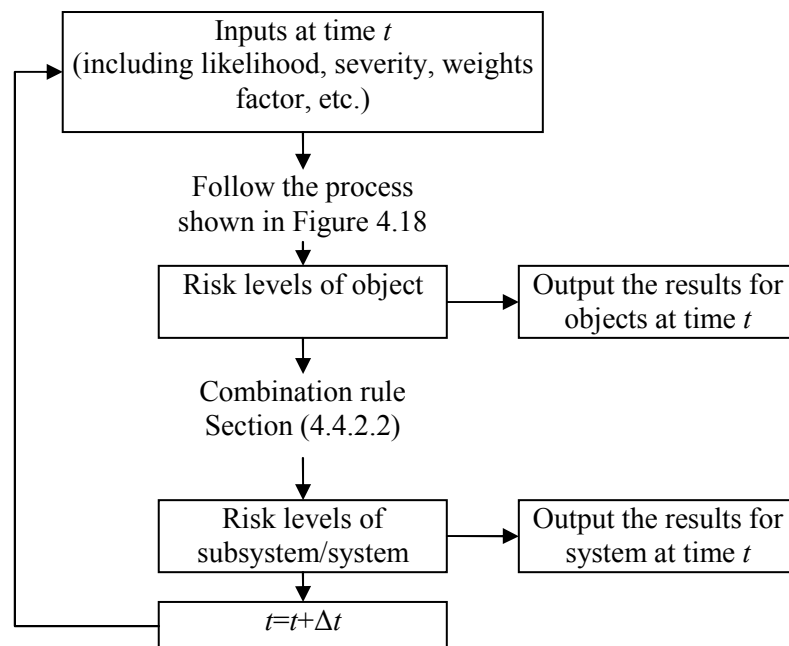 Inputs at time t
(including likelihood, severity, weights
factor, etc.)
Follow the process
shown in Figure 4.18
Risk levels of object
Output the results for
objects at time t
Combination rule
Section (4.4.2.2)
Risk levels of
subsystem/system
Output the results for
system at time t
t=t+Δt